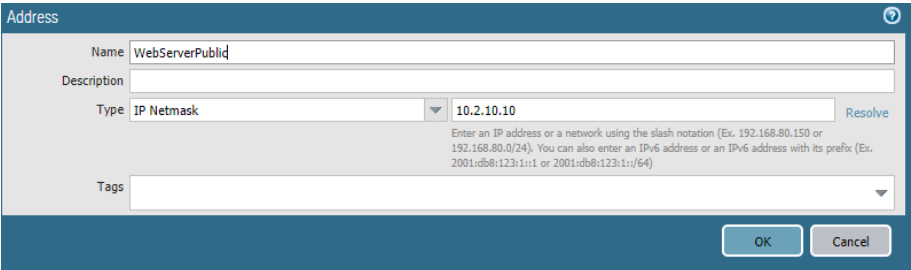 Address
Name WebServerPublic
Description
Type IP Netmask 10.2.10.10 Resolve
Enter an IP address or a network using the slash notation (Ex. 192.168.80.150 or
192.168.80.0/24). You can also enter an IPv6 address or an IPv6 address with its prefix (Ex.
2001:db8:123:1::1 or 2001:db8:123:1::/64)
Tags
OK Cancel